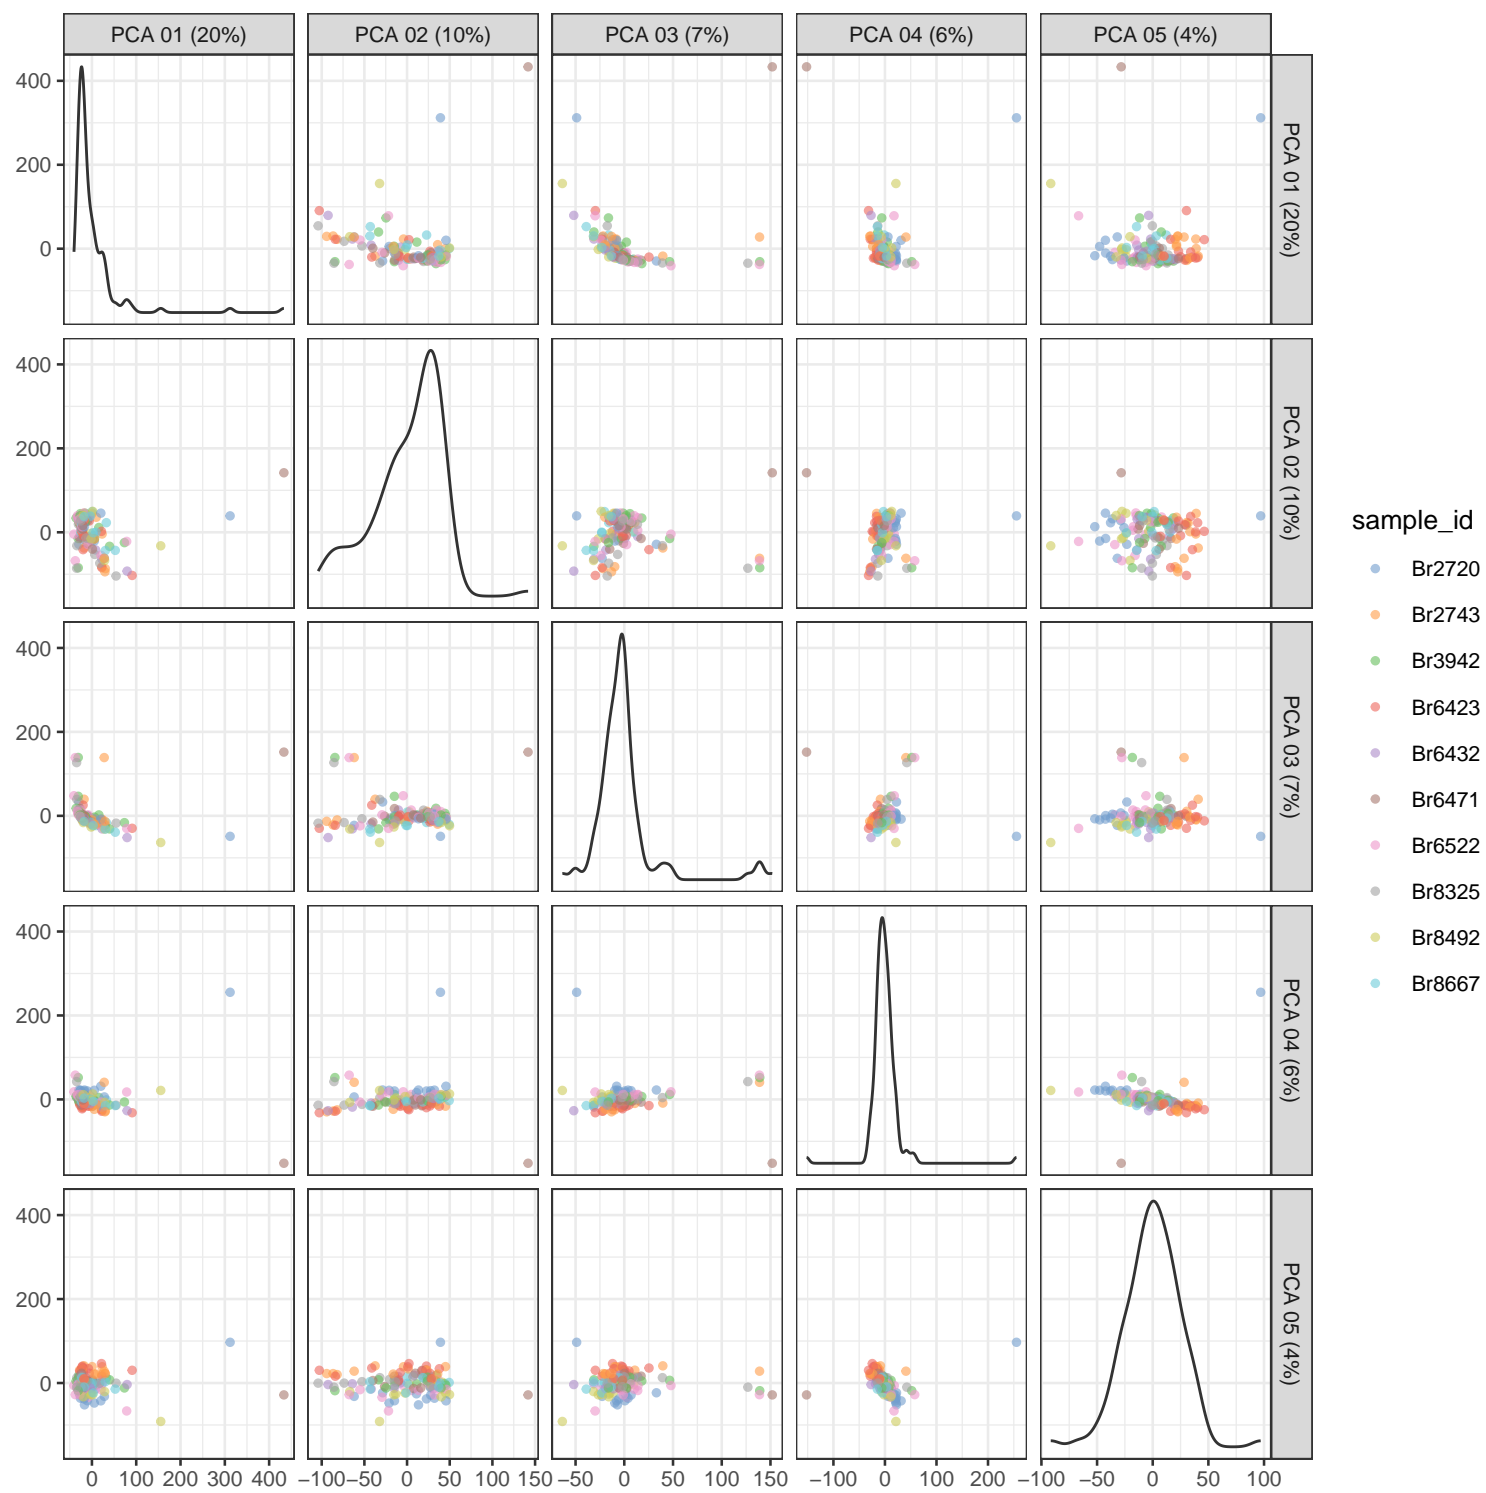 PCA 01 (20%) PCA 02 (10%) PCA 03 (7%) PCA 04 (6%) PCA 05 (4%)
400
200
0
PCA 01 (20%)
400
200
0
PCA 02 (10%)
400
200
0
PCA 03 (7%)
400
200
0
PCA 04 (6%)
400
200
0
PCA 05 (4%)
0 100 200 300 400 −100 −50 0 50 100 150 −50 0 50 100 150 −100 0 100 200 −100 −50 0 50 100
sample_id
Br2720
Br2743
Br3942
Br6423
Br6432
Br6471
Br6522
Br8325
Br8492
Br8667